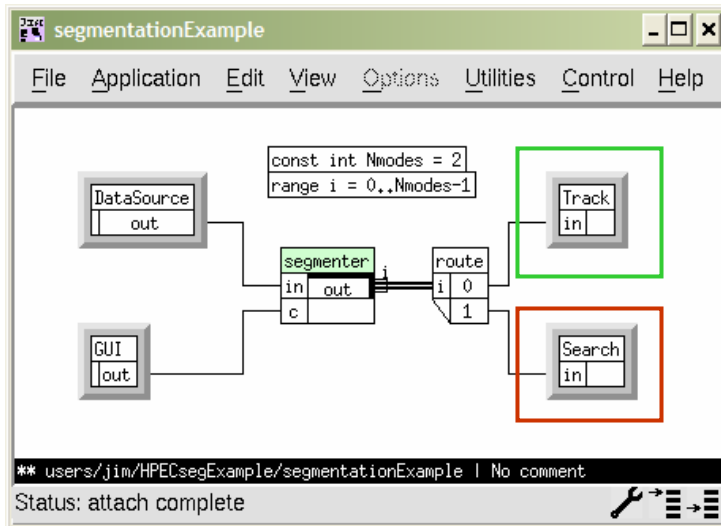 segmentationExample
File Application Edit View Options Utilities Control Help
const int Nmodes = 2
range i = 0..Nmodes-1
DataSource
out
Track
in
segmenter
in out
c
i
route
i 0
1
GUI
out
Search
in
** users/jim/HPECsegExample/segmentationExample | No comment
Status: attach complete